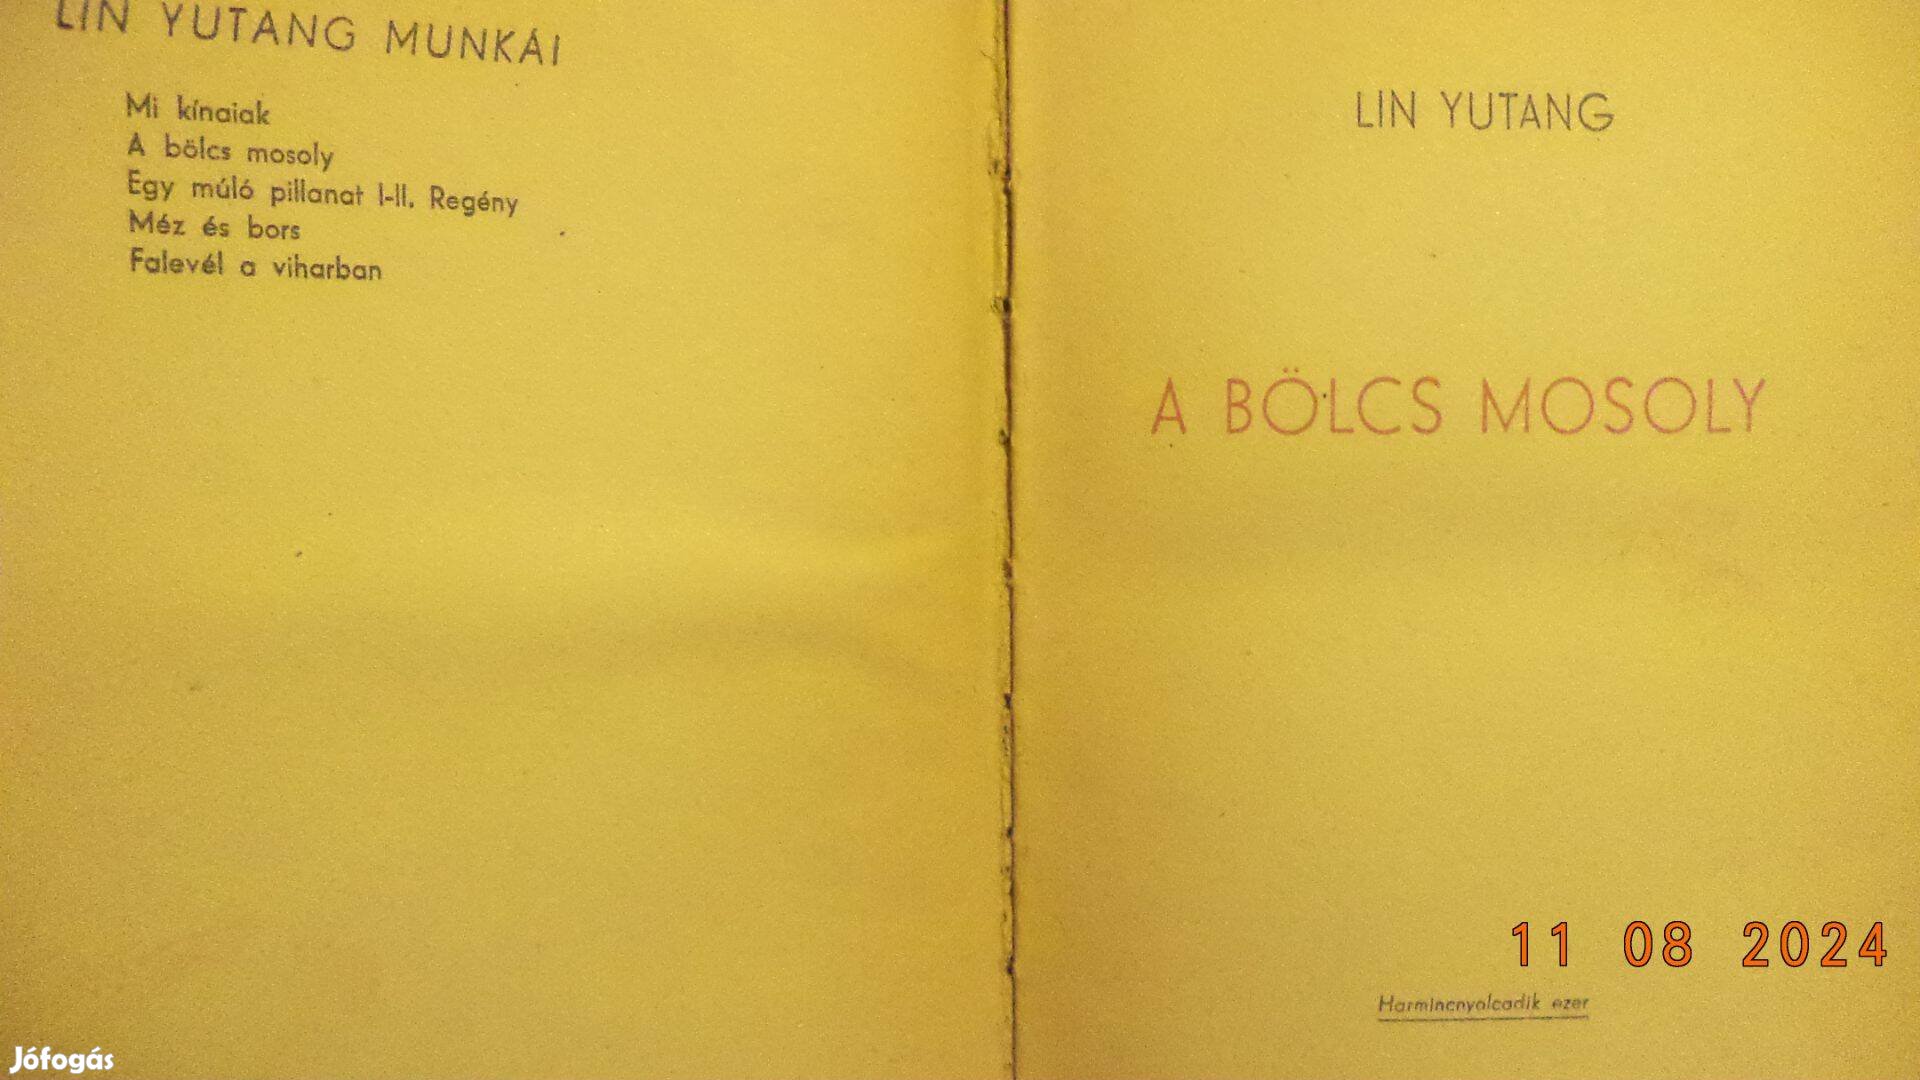 LIN YUTANG MUNKÁI
Mi kínaiak
A bölcs mosoly
Egy múló pillanat I-II. Regény
Méz és bors
Falevél a viharban
LIN YUTANG
A BÖLCS MOSOLY
11 08 2024
Harmincnyolcadik ezer
Jófogás